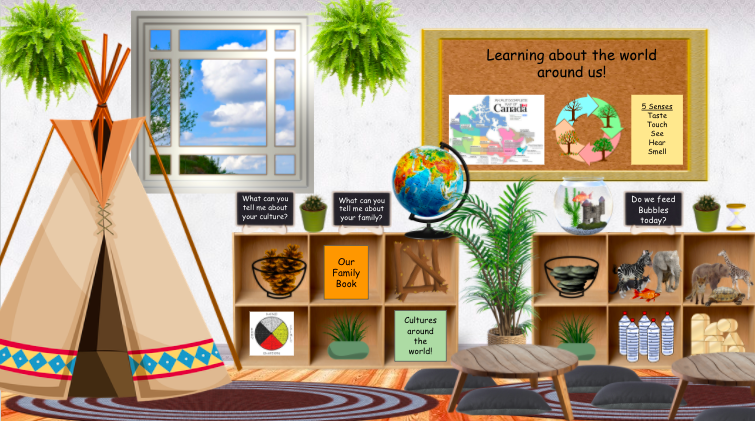 Learning about the world
around us!
Canada
5 Senses
Taste
Touch
See
Hear
Smell
What can you
tell me about
your culture?
What can you
tell me about
your family?
Do we feed
Bubbles
today?
Our
Family
Book
Cultures
around
the
world!